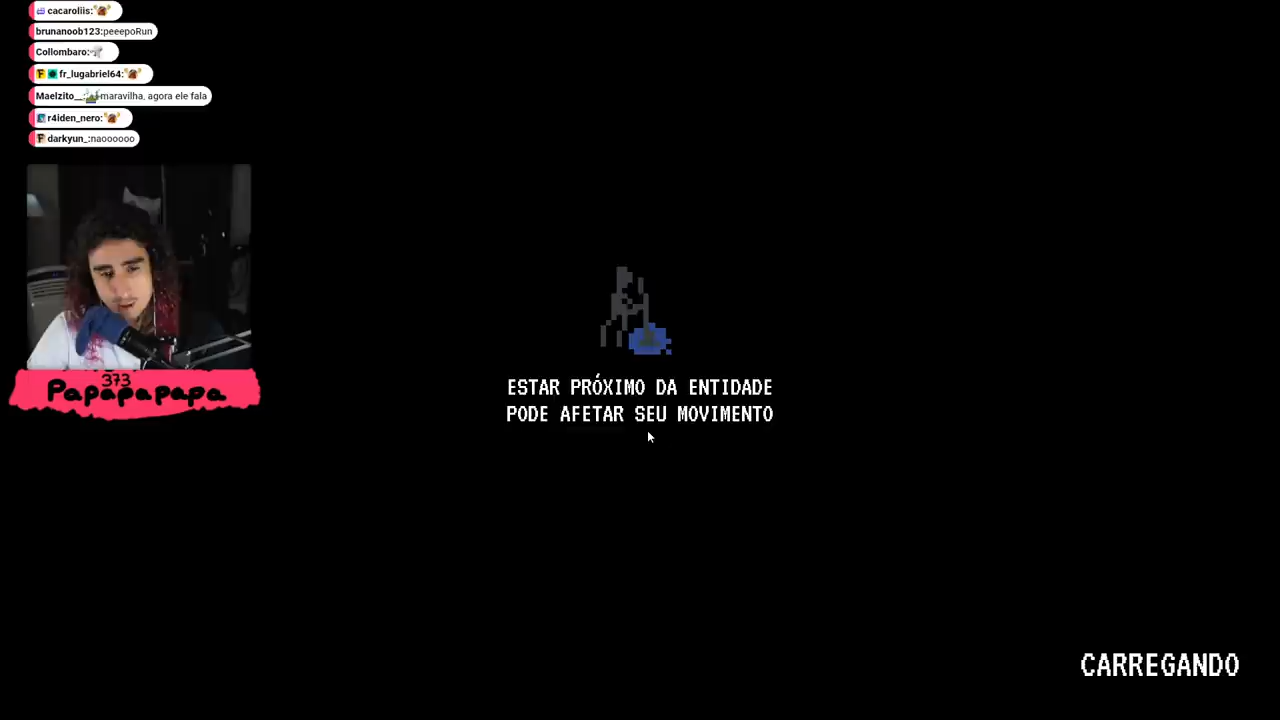 cacaroliis:
brunanoob123:peeepoRun
Collombaro:
fr_lugabriel64:
Maelzito__:maravilha, agora ele fala
r4iden_nero:
darkyun_:naoooooo
373
Papapapapa
ESTAR PRÓXIMO DA ENTIDADE
PODE AFETAR SEU MOVIMENTO
CARREGANDO